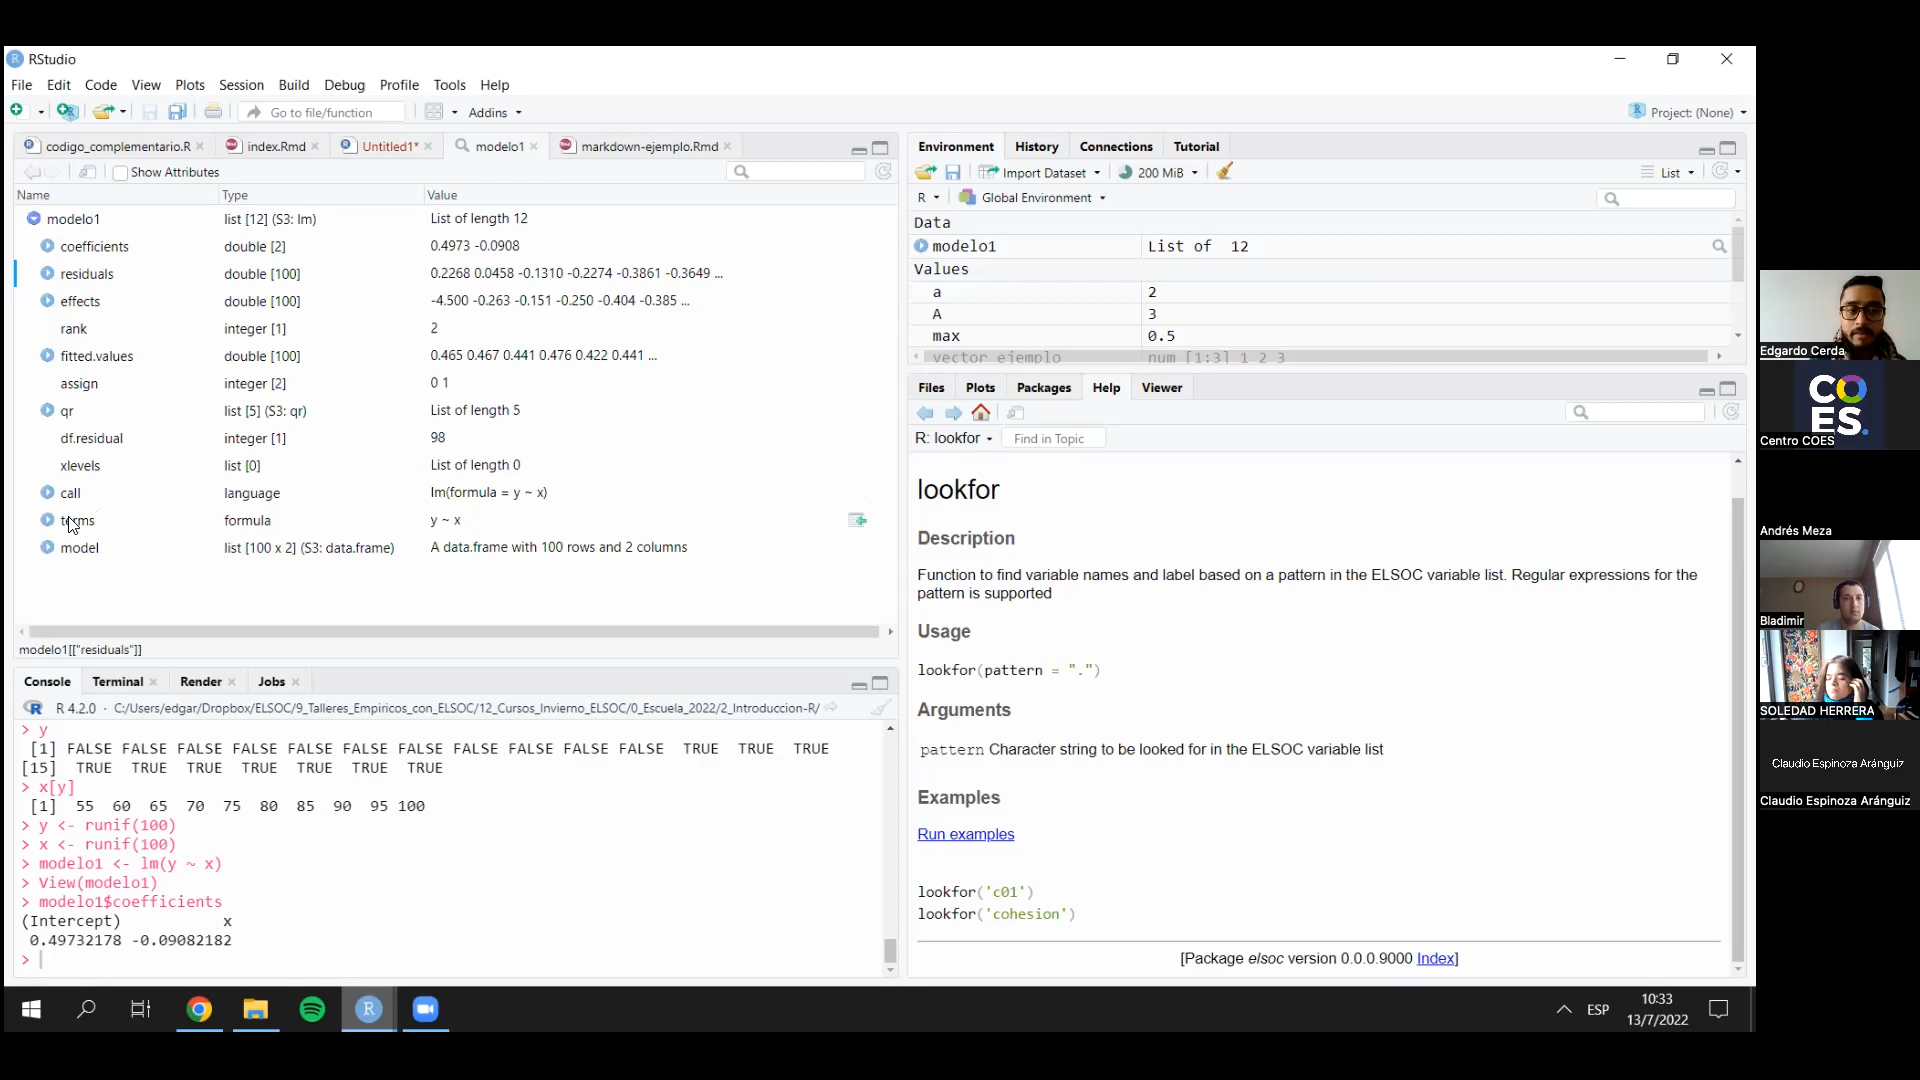 RStudio
File Edit Code View Plots Session Build Debug Profile Tools Help
Go to file/function Addins Project: (None)
codigo_complementario.R index.Rmd Untitled1* modelo1 markdown-ejemplo.Rmd
Show Attributes
Name Type Value
modelo1 list [12] (S3: lm) List of length 12
coefficients double [2] 0.4973 -0.0908
residuals double [100] 0.2268 0.0458 -0.1310 -0.2274 -0.3861 -0.3649 ...
effects double [100] -4.500 -0.263 -0.151 -0.250 -0.404 -0.385 ...
rank integer [1] 2
fitted.values double [100] 0.465 0.467 0.441 0.476 0.422 0.441 ...
assign integer [2] 0 1
qr list [5] (S3: qr) List of length 5
df.residual integer [1] 98
xlevels list [0] List of length 0
call language lm(formula = y ~ x)
terms formula y ~ x
model list [100 x 2] (S3: data.frame) A data.frame with 100 rows and 2 columns
modelo1[["residuals"]]
Console Terminal Render Jobs
R 4.2.0 · C:/Users/edgar/Dropbox/ELSOC/9_Talleres_Empiricos_con_ELSOC/12_Cursos_Invierno_ELSOC/0_Escuela_2022/2_Introduccion-R/
> y
[1] FALSE FALSE FALSE FALSE FALSE FALSE FALSE FALSE FALSE FALSE FALSE TRUE TRUE TRUE
[15] TRUE TRUE TRUE TRUE TRUE TRUE TRUE
> x[y]
[1] 55 60 65 70 75 80 85 90 95 100
> y <- runif(100)
> x <- runif(100)
> modelo1 <- lm(y ~ x)
> View(modelo1)
> modelo1$coefficients
(Intercept) x
0.49732178 -0.09082182
>
Environment History Connections Tutorial
Import Dataset 200 MiB List
R Global Environment
Data
modelo1 List of 12
Values
a 2
A 3
max 0.5
vector_ejemplo num [1:3] 1 2 3
Files Plots Packages Help Viewer
R: lookfor Find in Topic
lookfor
Description
Function to find variable names and label based on a pattern in the ELSOC variable list. Regular expressions for the
pattern is supported
Usage
lookfor(pattern = ".")
Arguments
pattern Character string to be looked for in the ELSOC variable list
Examples
Run examples
lookfor('c01')
lookfor('cohesion')
[Package elsoc version 0.0.0.9000 Index]
Edgardo Cerda
COES.
Centro COES
Andrés Meza
Bladimir
SOLEDAD HERRERA
Claudio Espinoza Aránguiz
Claudio Espinoza Aránguiz
ESP
10:33
13/7/2022